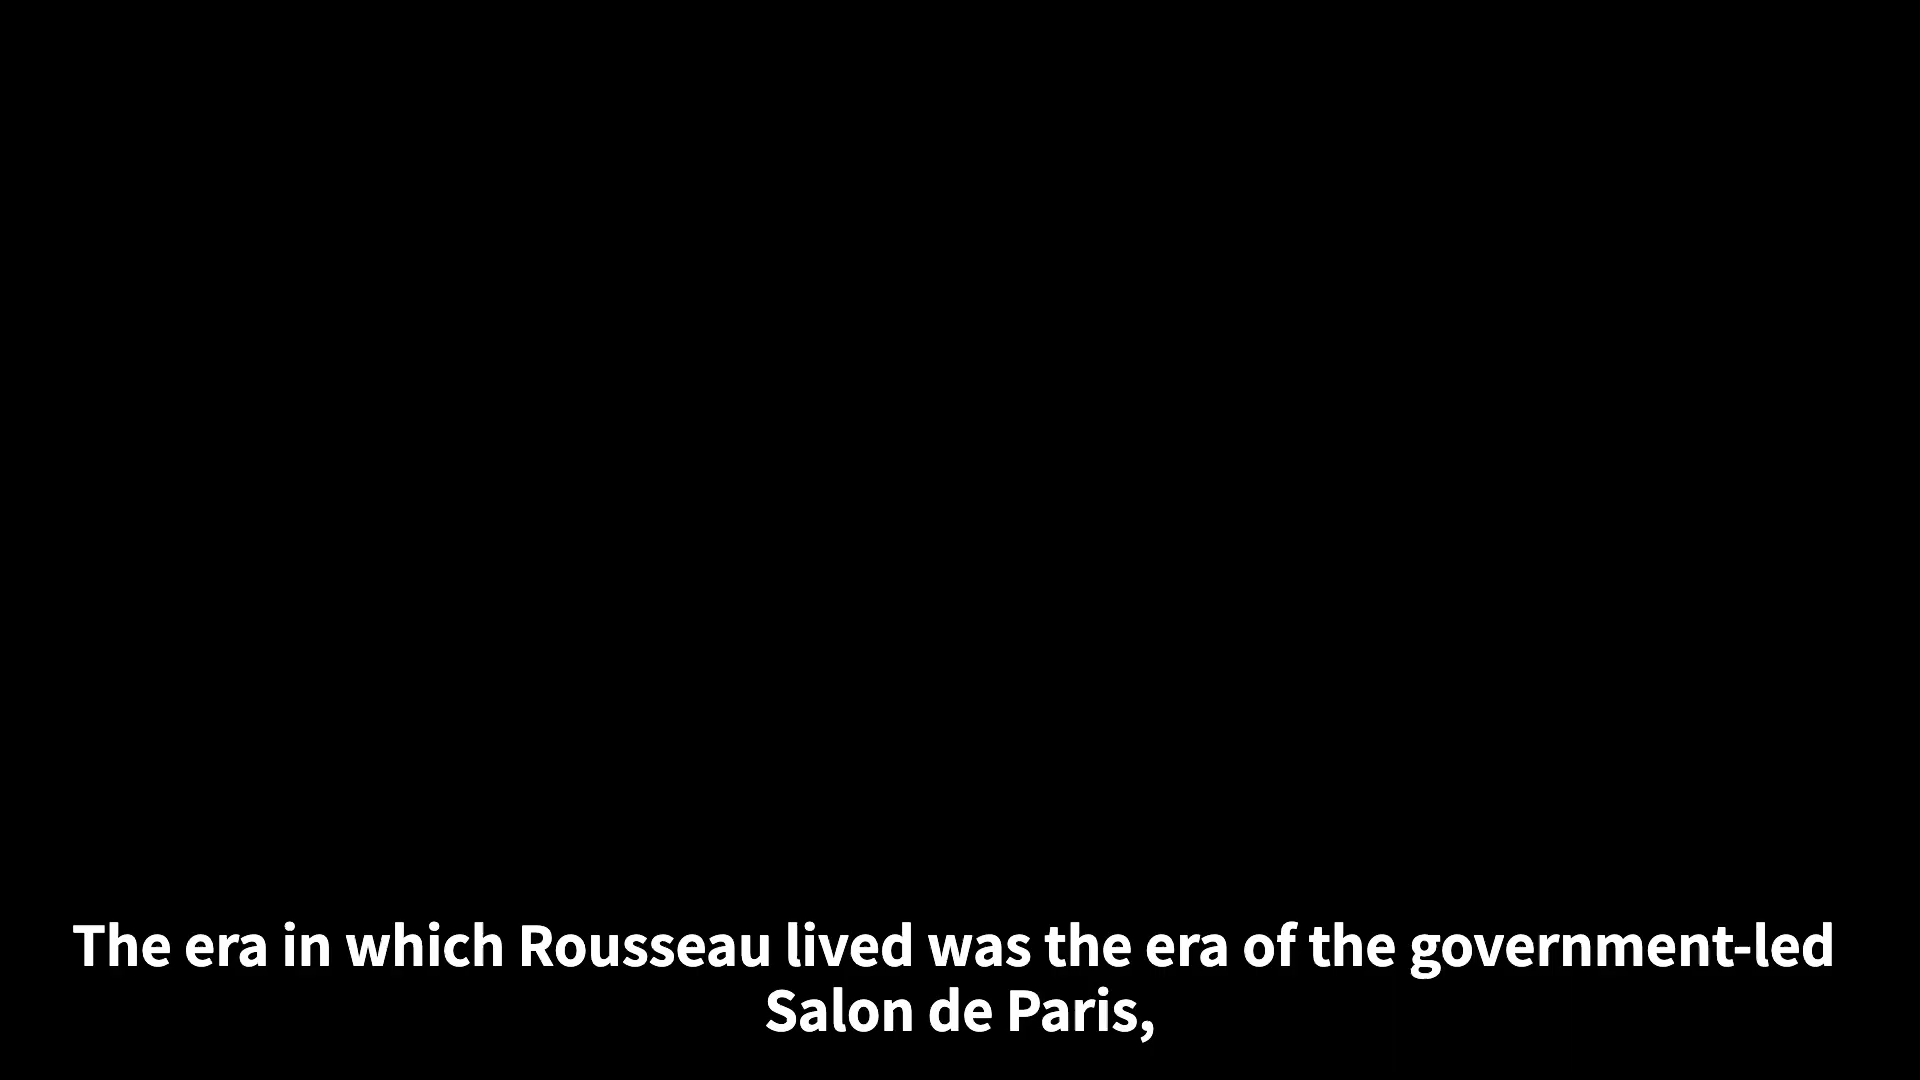 The era in which Rousseau lived was the era of the government-led
Salon de Paris,